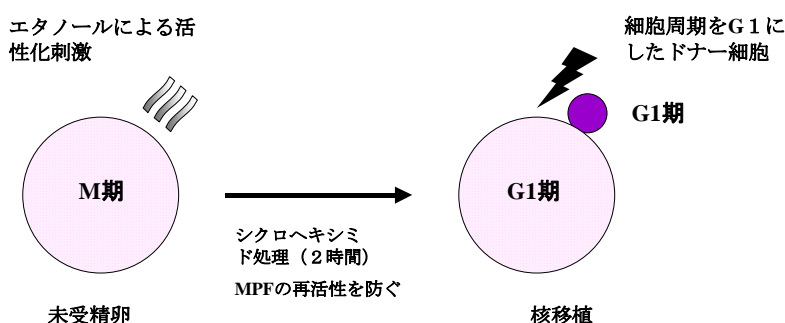 エタノールによる活
性化刺激
細胞周期をG１に
したドナー細胞
G1期
M期
G1期
シクロヘキシミ
ド処理（２時間）
MPFの再活性を防ぐ
未受精卵
核移植